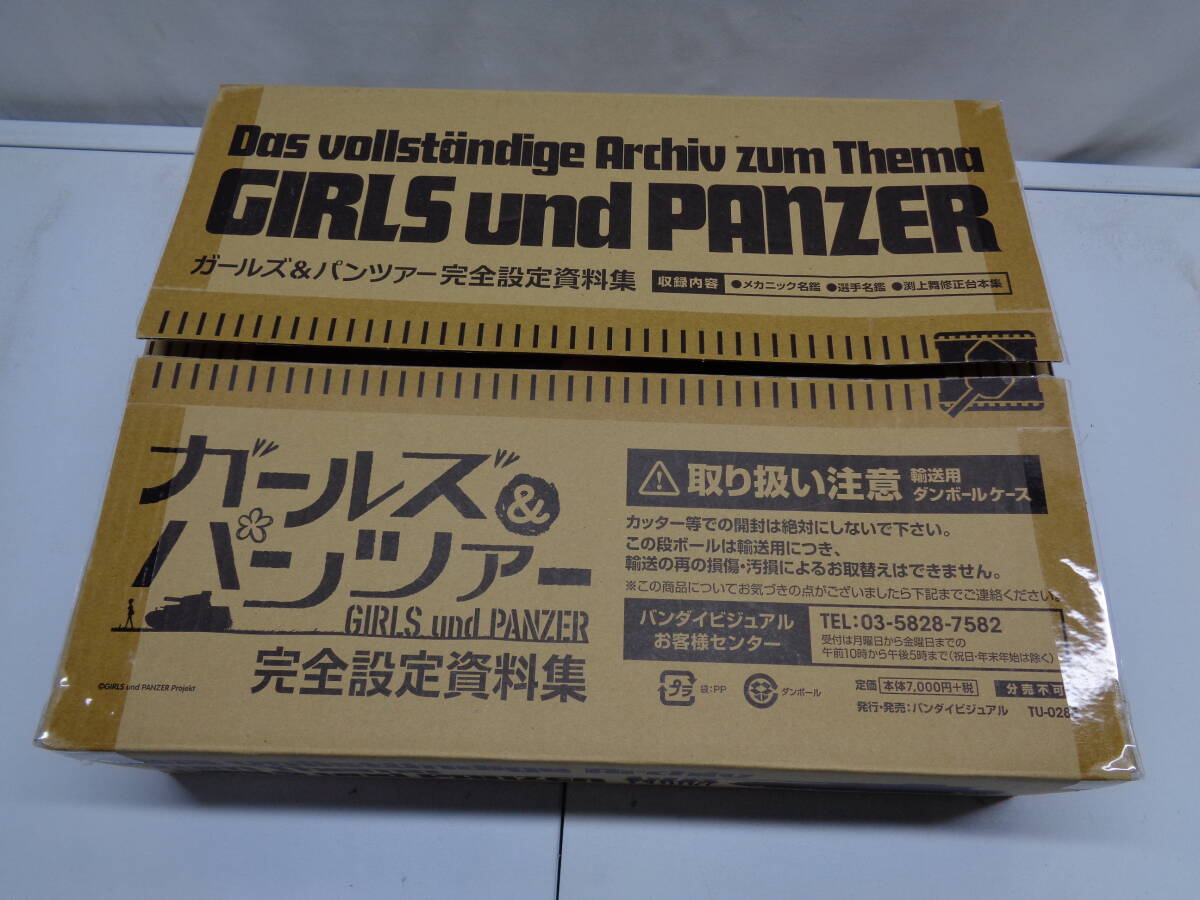 Das vollständige Archiv zum Thema
GIRLS und PANZER
ガールズ&パンツァー完全設定資料集 収録内容 ●メカニック名鑑 ●選手名鑑 ●渕上舞修正台本集
ガールズ&
パンツァー
GIRLS und PANZER
完全設定資料集
©GIRLS und PANZER Projekt
取り扱い注意 輸送用
ダンボールケース
カッター等での開封は絶対にしないで下さい。
この段ボールは輸送用につき、
輸送の再の損傷・汚損によるお取替えはできません。
※この商品についてお気づきの点がございましたら下記までご連絡ください。
バンダイビジュアル
お客様センター
TEL:03-5828-7582
受付は月曜日から金曜日までの
午前10時から午後5時まで(祝日・年末年始は除く)
プラ 袋:PP ダンボール
定価 本体7,000円+税 分売不可
発行・発売:バンダイビジュアル TU-028